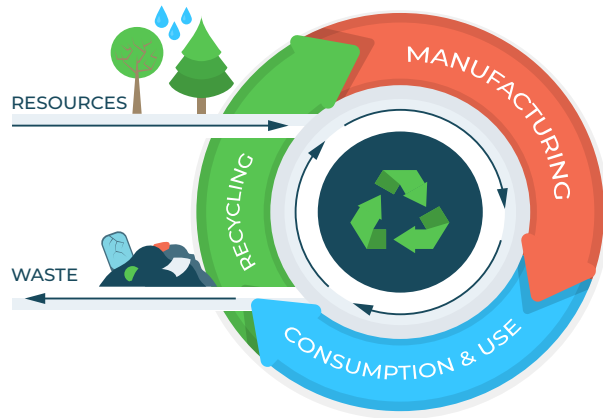 MANUFACTURING
RESOURCES
RECYCLING
WASTE
CONSUMPTION & USE